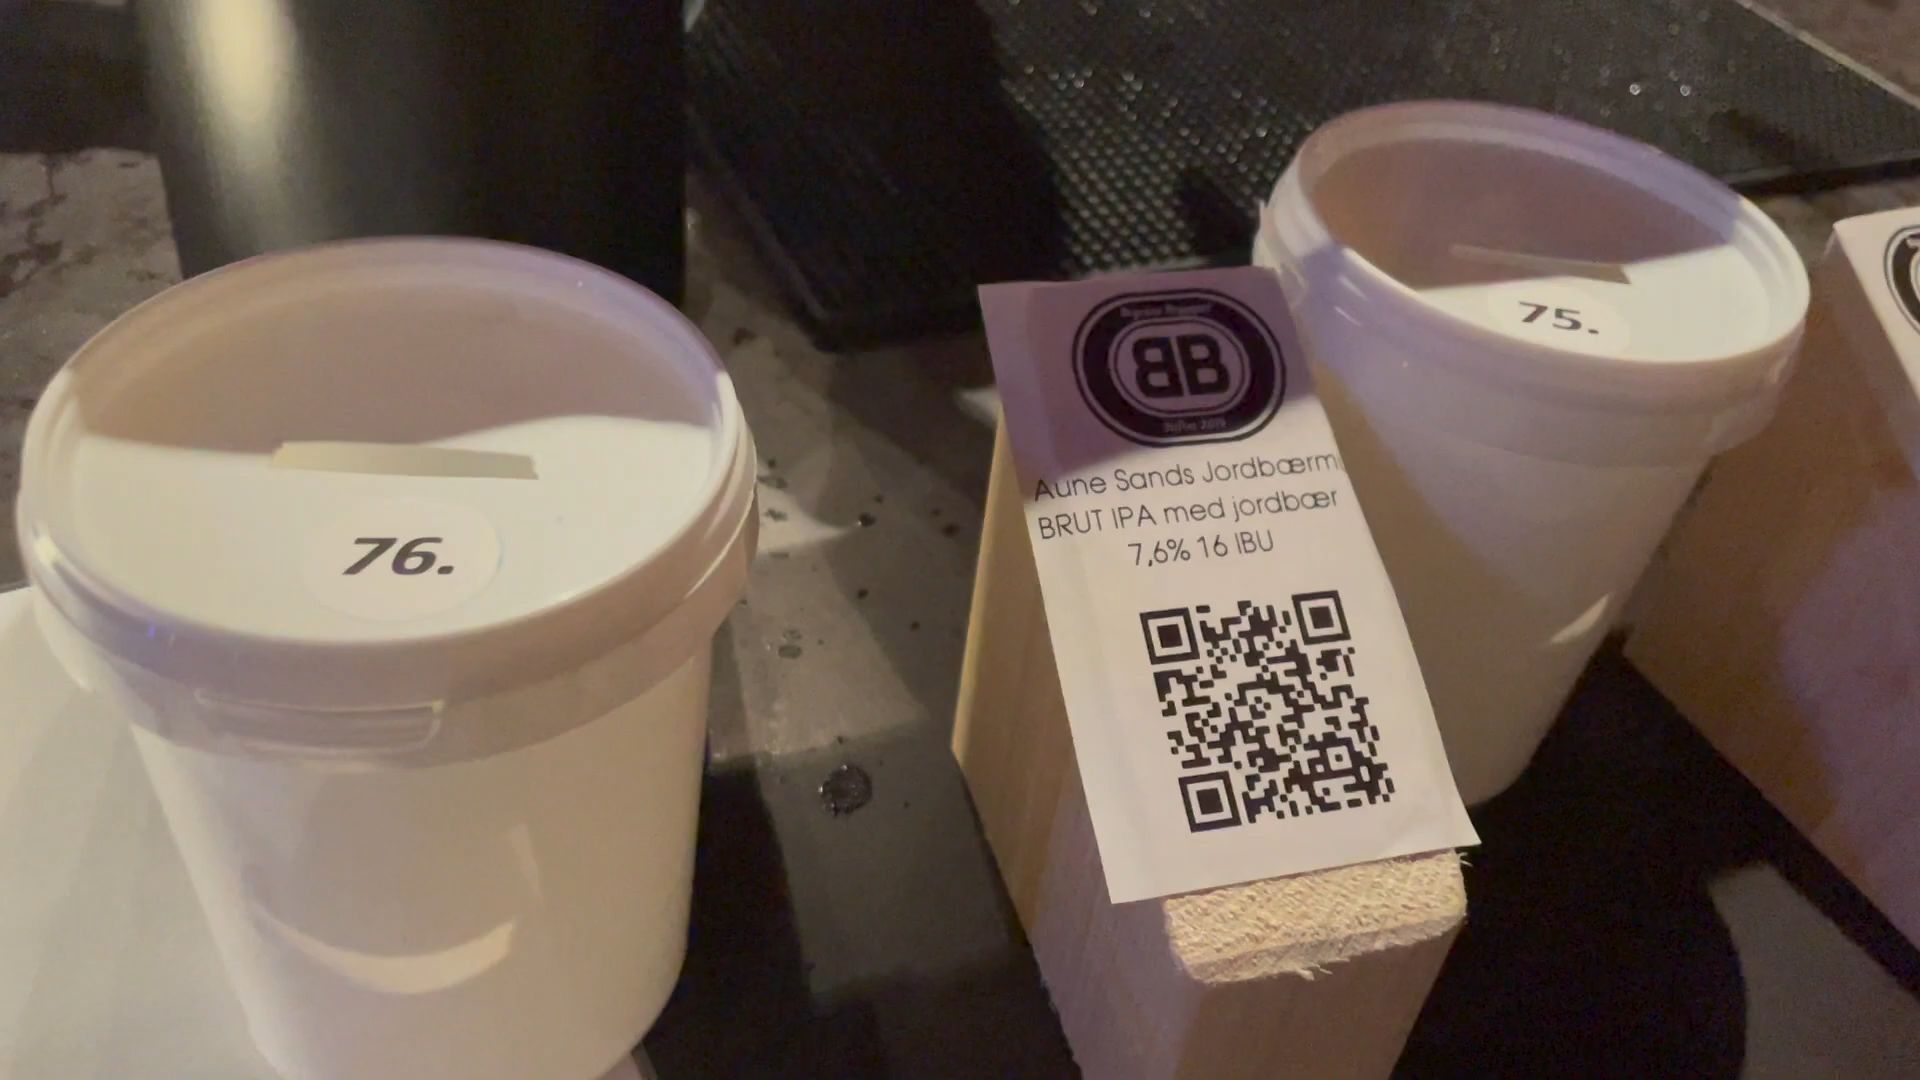 76.
75.
BB
Aune Sands Jordbærm
BRUT IPA med jordbær
7,6% 16 IBU